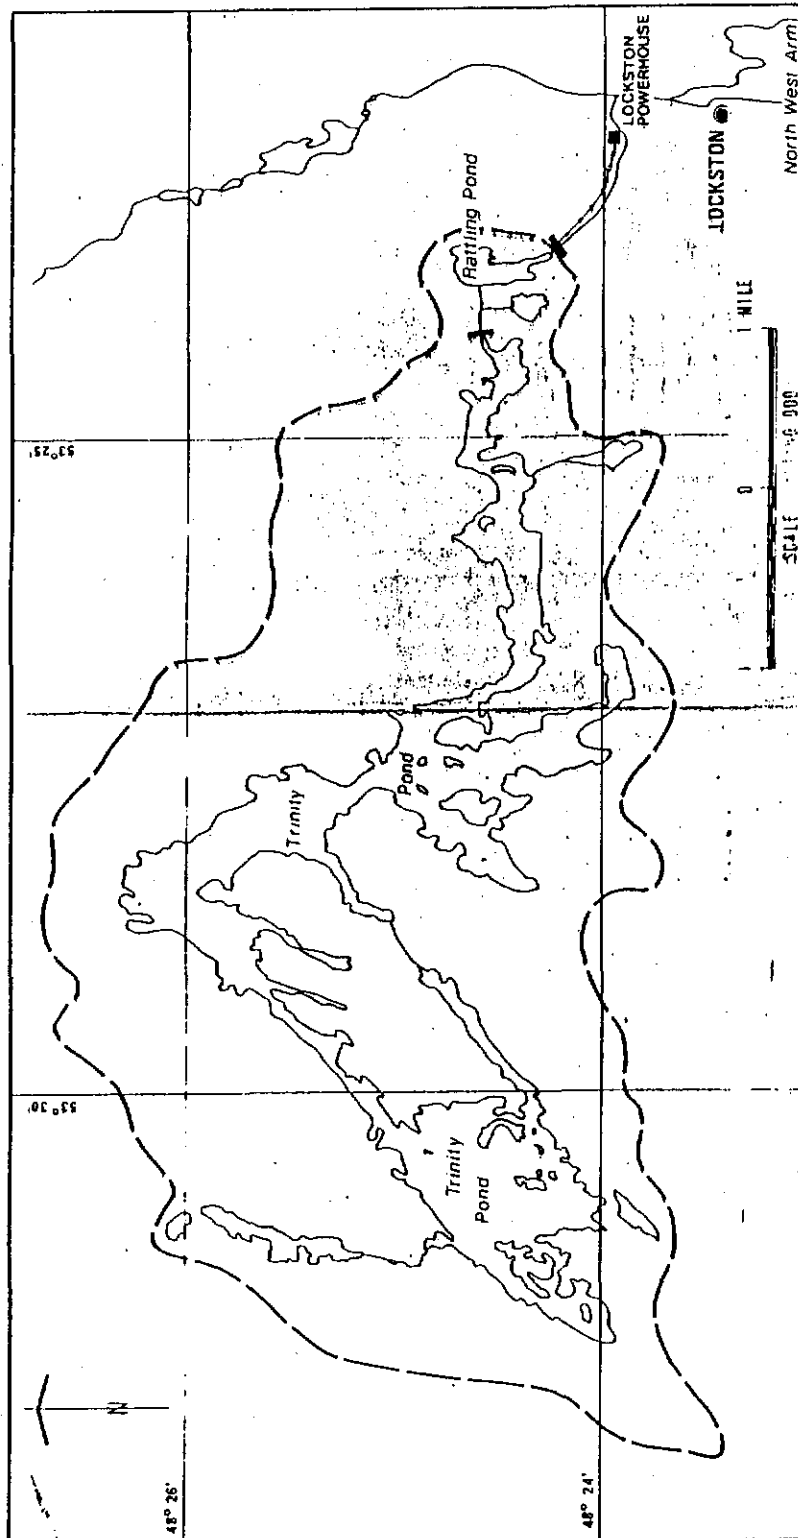 53°30'
53°25'
48° 26'
48° 24'
N
Trinity
Pond
Trinity
Pond
Rattling Pond
LOCKSTON
POWERHOUSE
LOCKSTON
North West Arm
1 0 1 MILE
SCALE